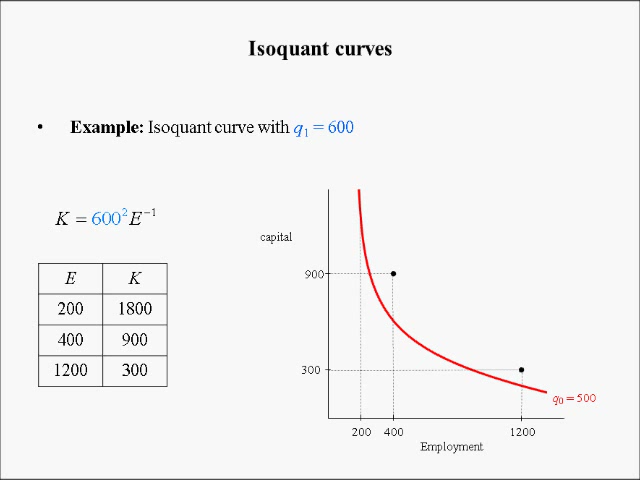 Isoquant curves
• Example: Isoquant curve with q₁ = 600
K = 600² E⁻¹
E K
200 1800
400 900
1200 300
capital
900
300
q₀ = 500
200 400 1200
Employment